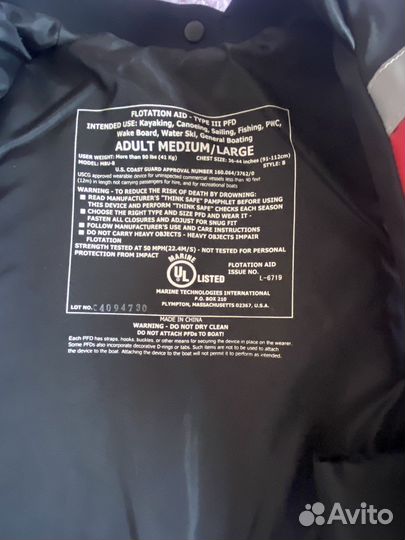 FLOTATION AID - TYPE III PFD
INTENDED USE: Kayaking, Canoeing, Sailing, Fishing, PWC,
Wake Board, Water Ski, General Boating
ADULT MEDIUM/LARGE
USER WEIGHT: More than 90 lbs (41 Kg) CHEST SIZE: 36-44 inches (91-112cm)
MODEL: MBU-8 STYLE: B
U.S. COAST GUARD APPROVAL NUMBER 160.064/3762/0
USCG approved wearable device for uninspected commercial vessels less than 40 feet
(12m) in length not carrying passengers for hire, and for recreational boats
WARNING - TO REDUCE THE RISK OF DEATH BY DROWNING:
READ MANUFACTURER'S "THINK SAFE" PAMPHLET BEFORE USING
THIS DEVICE AND PERFORM "THINK SAFE" CHECKS EACH SEASON
CHOOSE THE RIGHT TYPE AND SIZE PFD AND WEAR IT -
FASTEN ALL CLOSURES AND ADJUST FOR SNUG FIT
FOLLOW MANUFACTURER'S USE AND CARE INSTRUCTIONS
DO NOT CARRY HEAVY OBJECTS - HEAVY OBJECTS IMPAIR
FLOTATION
STRENGTH TESTED AT 50 MPH(22.4M/S) - NOT TESTED FOR PERSONAL
PROTECTION FROM IMPACT
MARINE
UL LISTED
FLOTATION AID
ISSUE NO.
L-6719
MARINE TECHNOLOGIES INTERNATIONAL
P.O. BOX 210
PLYMPTON, MASSACHUSETTS 02367, U.S.A.
LOT NO. C4094730
MADE IN CHINA
WARNING - DO NOT DRY CLEAN
DO NOT ATTACH PFDs TO BOAT!
Each PFD has straps, hooks, buckles, or other means for securing the device in place on the wearer.
Some PFDs also incorporate decorative D-rings or tabs. Such items are not to be used to attach
the device to the boat. Attaching the device to the boat will not permit it to perform as intended.
Avito